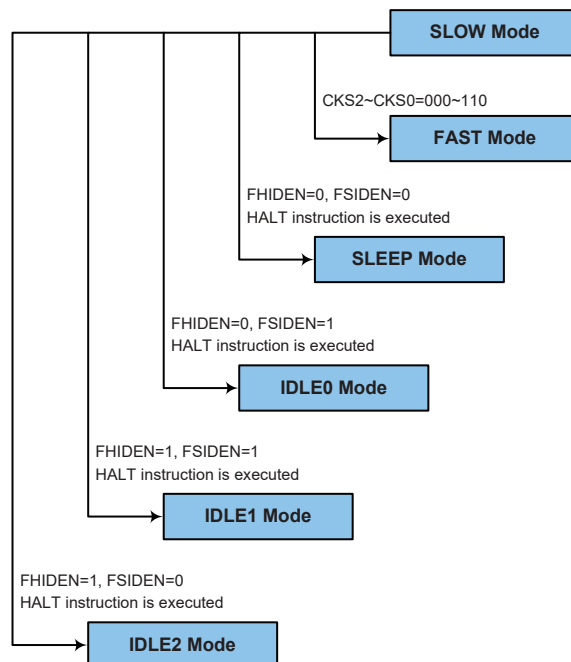 SLOW Mode
CKS2~CKS0=000~110
FAST Mode
FHIDEN=0, FSIDEN=0
HALT instruction is executed
SLEEP Mode
FHIDEN=0, FSIDEN=1
HALT instruction is executed
IDLE0 Mode
FHIDEN=1, FSIDEN=1
HALT instruction is executed
IDLE1 Mode
FHIDEN=1, FSIDEN=0
HALT instruction is executed
IDLE2 Mode